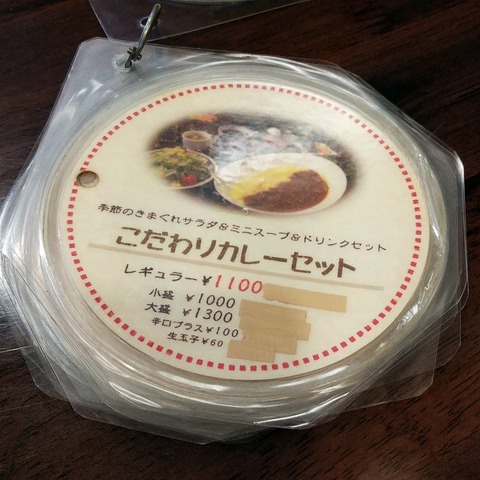 季節のきまぐれサラダ&ミニスープ&ドリンクセット
こだわりカレーセット
レギュラー¥1100
小盛 ¥1000
大盛 ¥1300
辛口プラス¥100
生玉子¥60